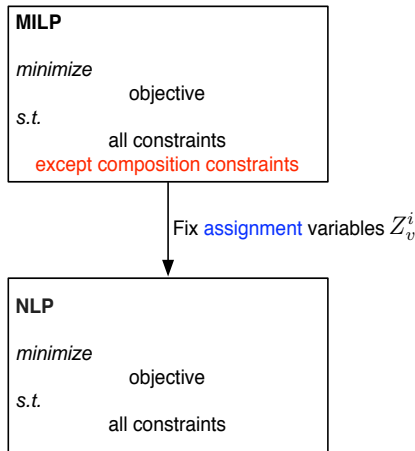 MILP
minimize
objective
s.t.
all constraints
except composition constraints
Fix assignment variables $Z_v^i$
NLP
minimize
objective
s.t.
all constraints